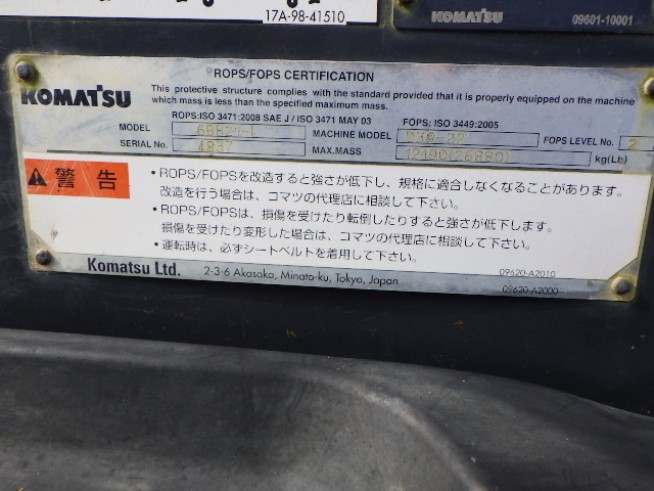 17A-98-41510
KOMATSU 09601-10001
ROPS/FOPS CERTIFICATION
KOMATSU
This protective structure complies with the standard provided that it is properly equipped on the machine
which is mass less than the specified maximum mass.
ROPS:ISO 3471:2008 SAE J / ISO 3471 MAY 03 FOPS: ISO 3449:2005
MODEL MACHINE MODEL FOPS LEVEL No. 2
SERIAL No. 4837 MAX.MASS 12190(26880) kg(Lb)
警告
・ROPS/FOPSを改造すると強さが低下し、規格に適合しなくなることがあります。
改造を行う場合は、コマツの代理店に相談して下さい。
・ROPS/FOPSは、損傷を受けたり転倒したりすると強さが低下します。
損傷を受けたり変形した場合は、コマツの代理店に相談して下さい。
・運転時は、必ずシートベルトを着用して下さい。
Komatsu Ltd. 2-3-6 Akasaka, Minato-ku, Tokyo, Japan
09620-A2010
09620-A2000